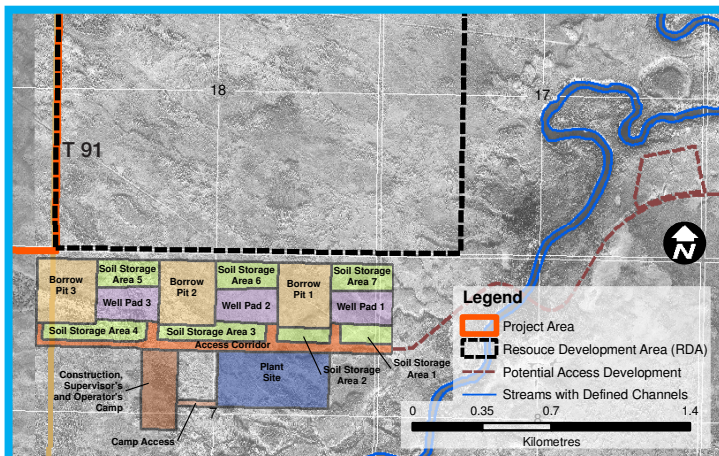 18
17
T 91
N
Borrow
Pit 3
Soil Storage
Area 5
Well Pad 3
Borrow
Pit 2
Soil Storage
Area 6
Well Pad 2
Borrow
Pit 1
Soil Storage
Area 7
Well Pad 1
Soil Storage Area 4
Soil Storage Area 3
Access Corridor
Soil Storage
Area 2
Soil Storage
Area 1
Construction,
Supervisor's
and Operator's
Camp
Plant
Site
Camp Access
7
8
Legend
Project Area
Resouce Development Area (RDA)
Potential Access Development
Streams with Defined Channels
0 0.35 0.7 1.4
Kilometres